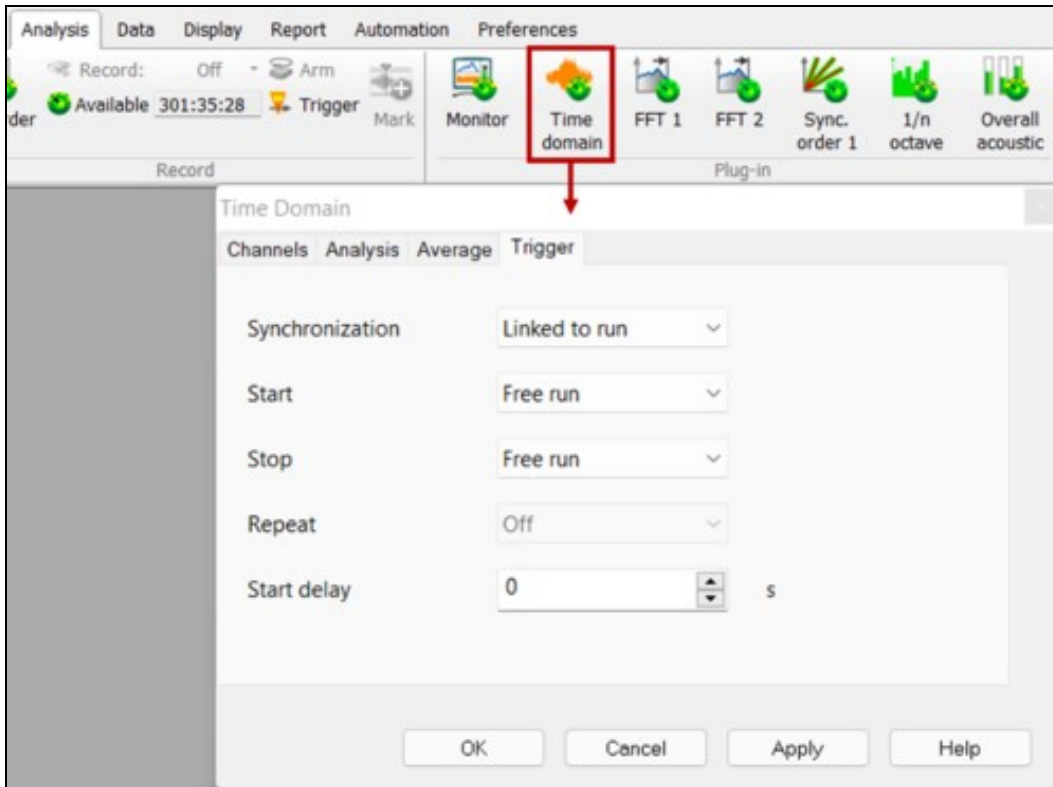 Analysis Data Display Report Automation Preferences
Record: Off Arm
der Available 301:35:28 Trigger Mark Monitor Time domain FFT 1 FFT 2 Sync. order 1 1/n octave Overall acoustic
Record Plug-in
Time Domain
Channels Analysis Average Trigger
Synchronization Linked to run
Start Free run
Stop Free run
Repeat Off
Start delay 0 s
OK Cancel Apply Help